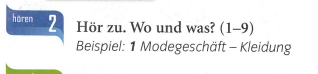 hören 2 Hör zu. Wo und was? (1–9)
Beispiel: 1 Modegeschäft – Kleidung